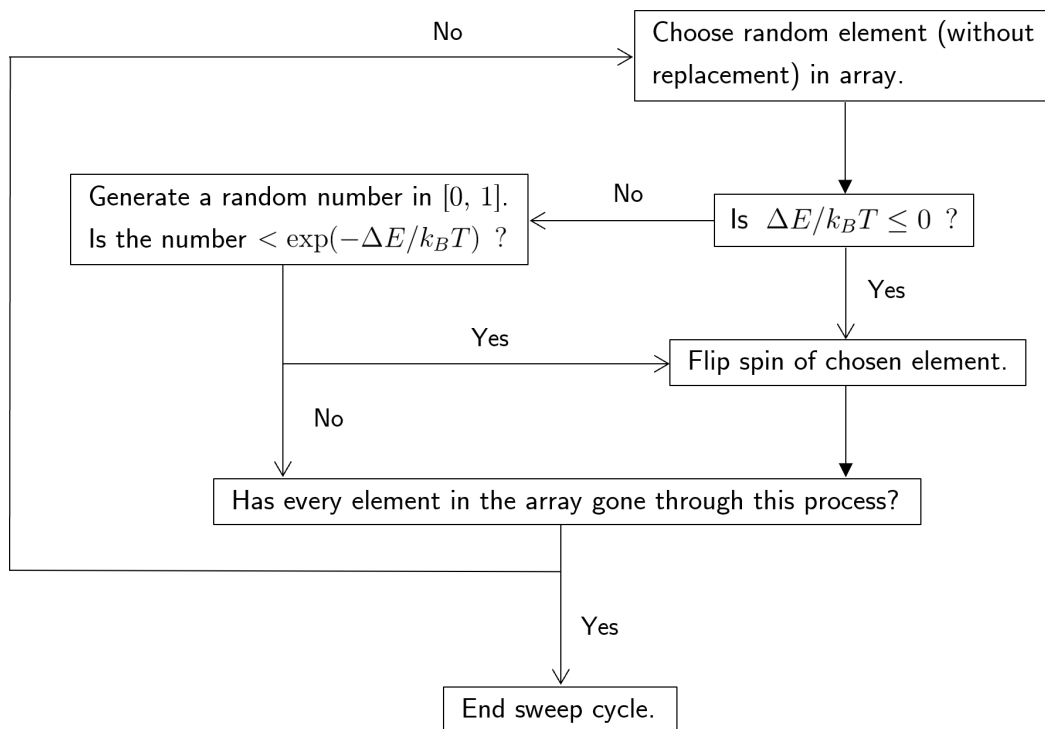 No
Choose random element (without
replacement) in array.
Generate a random number in [0, 1].
Is the number < exp(−ΔE/k_BT) ?
No
Is ΔE/k_BT ≤ 0 ?
Yes
Yes
Flip spin of chosen element.
No
Has every element in the array gone through this process?
Yes
End sweep cycle.